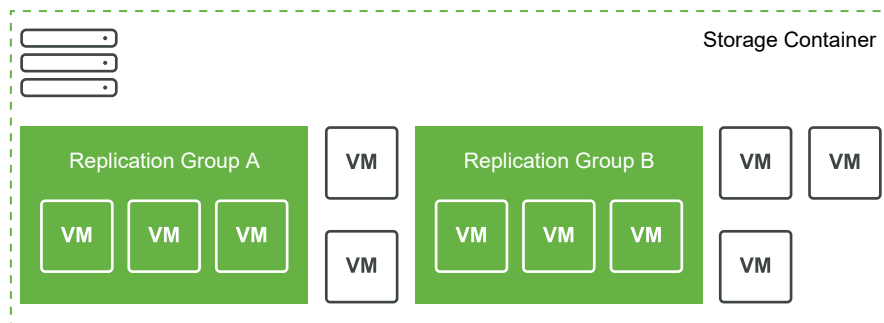 Storage Container
Replication Group A
VM
Replication Group B
VM
VM
VM
VM
VM
VM
VM
VM
VM
VM